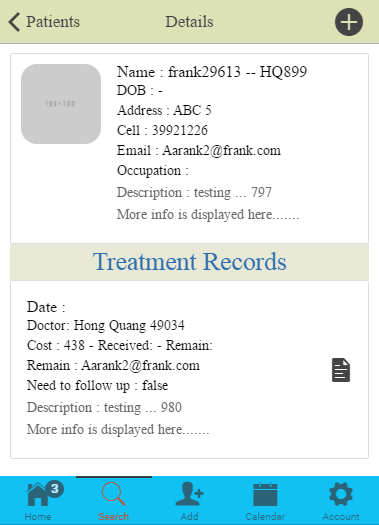 Patients Details
100×100
Name : frank29613 -- HQ899
DOB : -
Address : ABC 5
Cell : 39921226
Email : Aarank2@frank.com
Occupation :
Description : testing ... 797
More info is displayed here.......
Treatment Records
Date :
Doctor: Hong Quang 49034
Cost : 438 - Received: - Remain:
Remain : Aarank2@frank.com
Need to follow up : false
Description : testing ... 980
More info is displayed here.......
3
Home Search Add Calendar Account